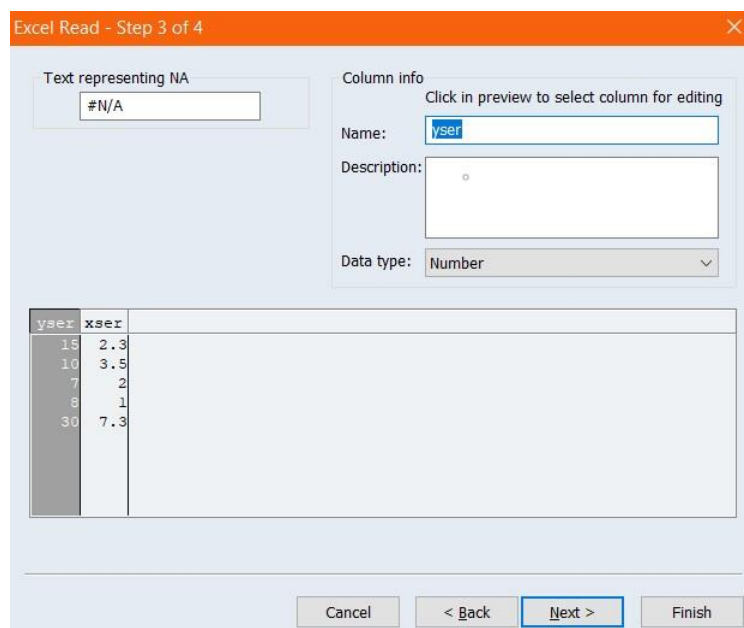 Excel Read - Step 3 of 4
Text representing NA
#N/A
Column info
Click in preview to select column for editing
Name:
yser
Description:
Data type:
Number
yser xser
15 2.3
10 3.5
7 2
8 1
30 7.3
Cancel
< Back
Next >
Finish